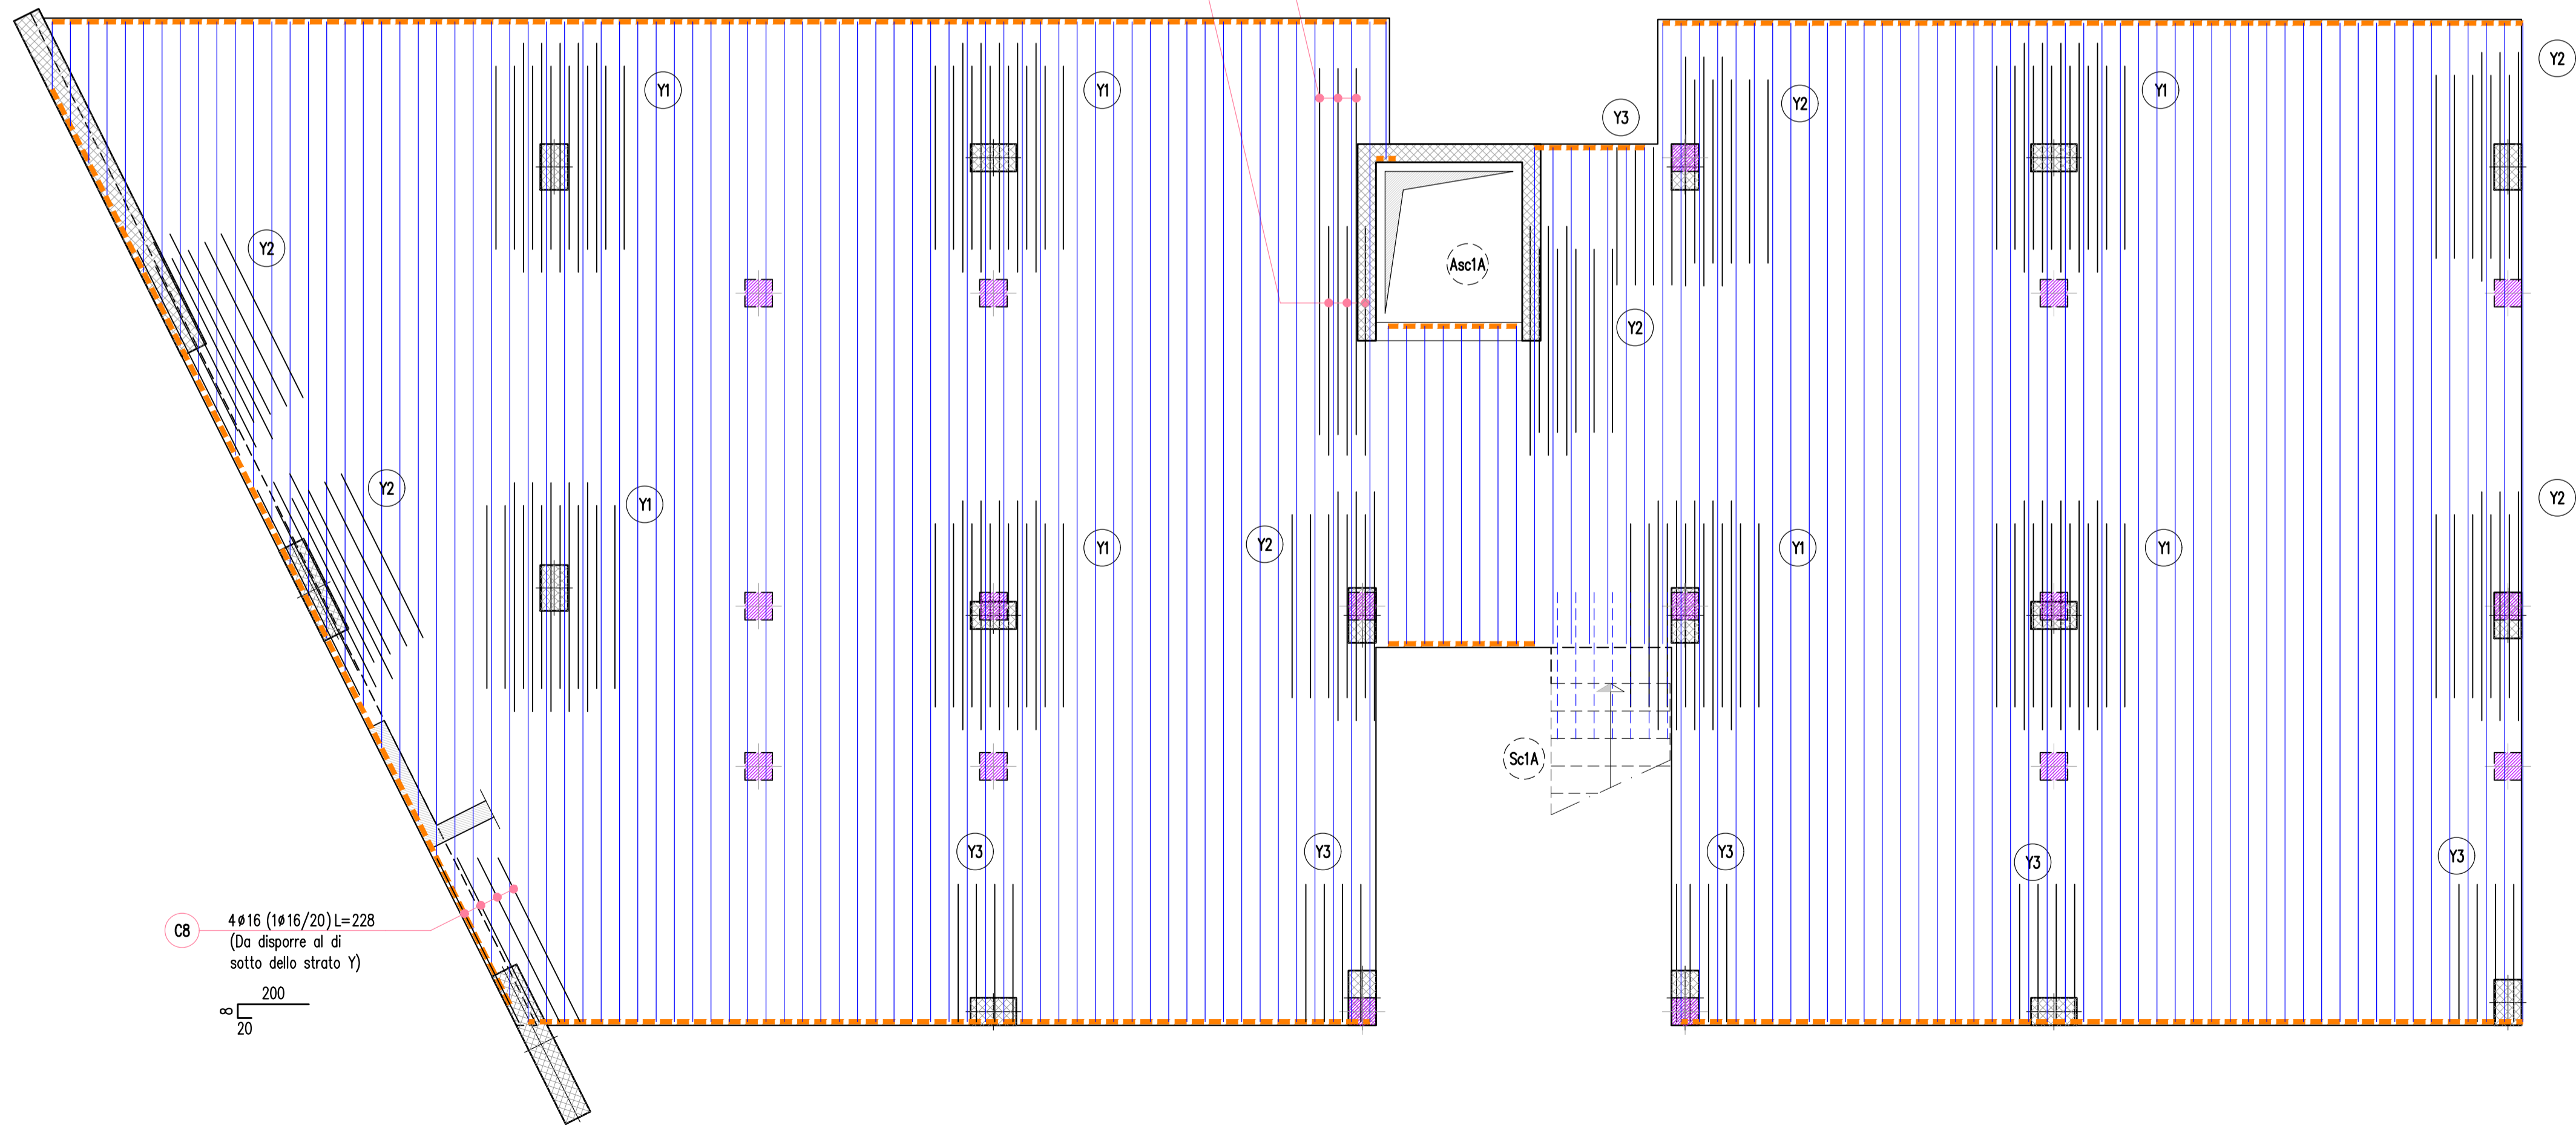 Y2
Y1
Y1
Y2
Y1
Y3
Y2
Asc1A
Y2
Y2
Y1
Y2
Y1
Y2
Y1
Y1
Y1
Sc1A
Y3
Y3
Y3
Y3
Y3
C8
4ø16 (1ø16/20) L=228
(Da disporre al di
sotto dello strato Y)
200
8
20